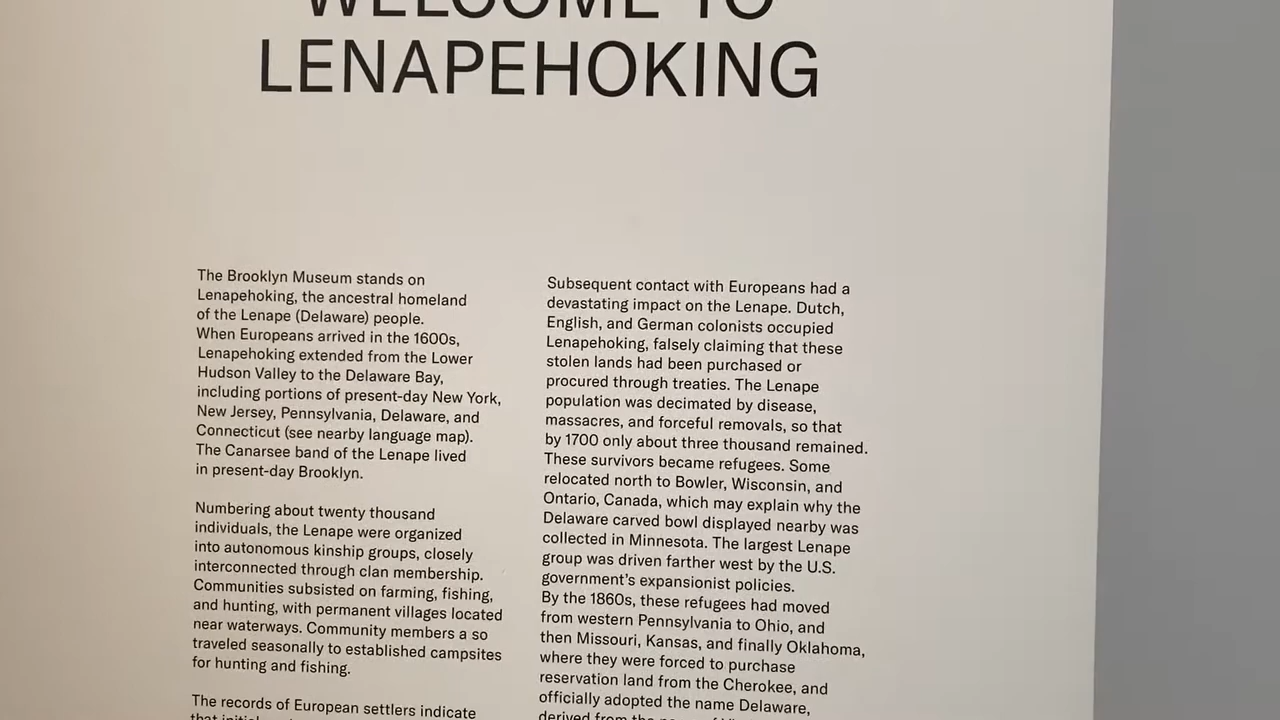 WELCOME TO
LENAPEHOKING
The Brooklyn Museum stands on
Lenapehoking, the ancestral homeland
of the Lenape (Delaware) people.
When Europeans arrived in the 1600s,
Lenapehoking extended from the Lower
Hudson Valley to the Delaware Bay,
including portions of present-day New York,
New Jersey, Pennsylvania, Delaware, and
Connecticut (see nearby language map).
The Canarsee band of the Lenape lived
in present-day Brooklyn.
Numbering about twenty thousand
individuals, the Lenape were organized
into autonomous kinship groups, closely
interconnected through clan membership.
Communities subsisted on farming, fishing,
and hunting, with permanent villages located
near waterways. Community members a so
traveled seasonally to established campsites
for hunting and fishing.
The records of European settlers indicate
that initial
Subsequent contact with Europeans had a
devastating impact on the Lenape. Dutch,
English, and German colonists occupied
Lenapehoking, falsely claiming that these
stolen lands had been purchased or
procured through treaties. The Lenape
population was decimated by disease,
massacres, and forceful removals, so that
by 1700 only about three thousand remained.
These survivors became refugees. Some
relocated north to Bowler, Wisconsin, and
Ontario, Canada, which may explain why the
Delaware carved bowl displayed nearby was
collected in Minnesota. The largest Lenape
group was driven farther west by the U.S.
government's expansionist policies.
By the 1860s, these refugees had moved
from western Pennsylvania to Ohio, and
then Missouri, Kansas, and finally Oklahoma,
where they were forced to purchase
reservation land from the Cherokee, and
officially adopted the name Delaware,
derived from the